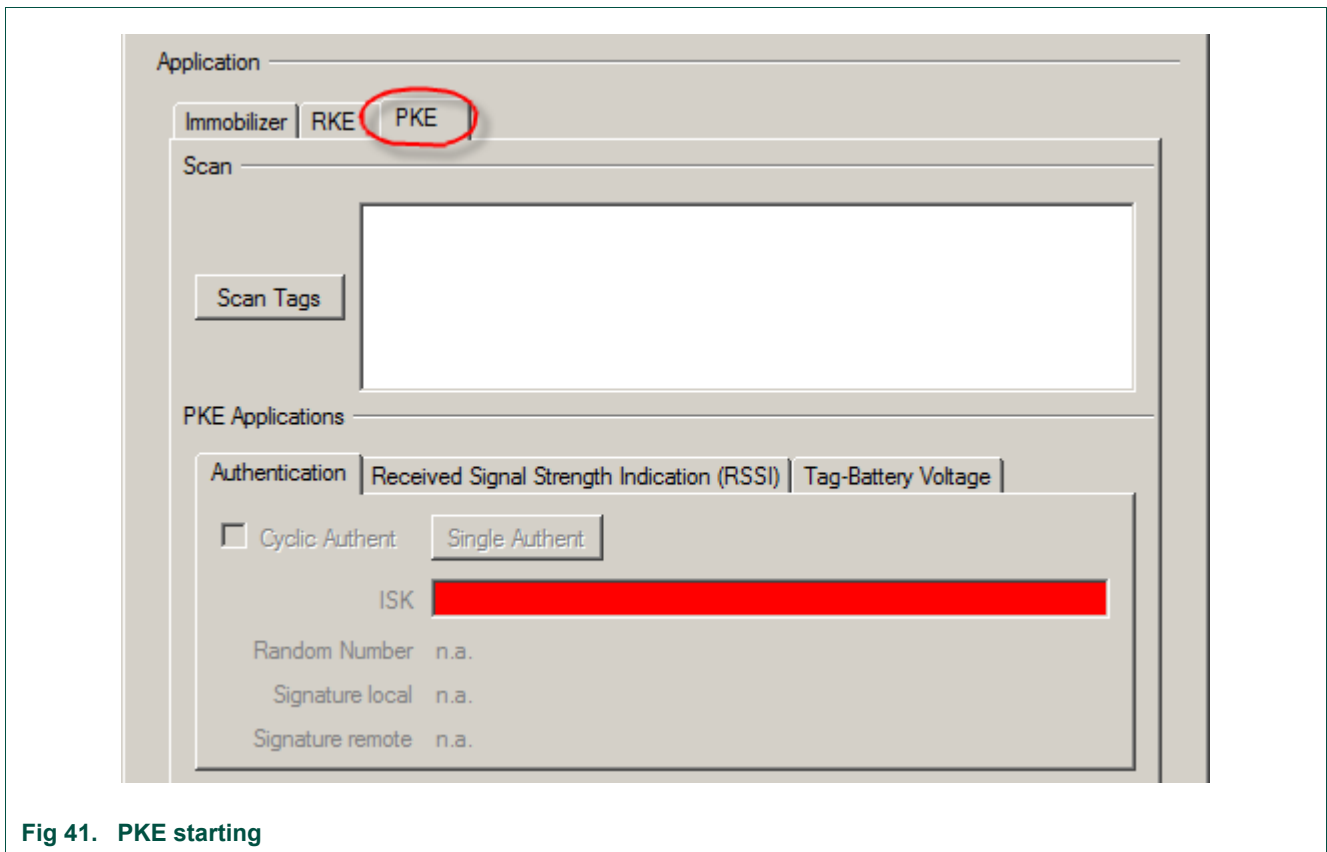 Application
Immobilizer RKE PKE
Scan
Scan Tags
PKE Applications
Authentication Received Signal Strength Indication (RSSI) Tag-Battery Voltage
Cyclic Authent Single Authent
ISK
Random Number n.a.
Signature local n.a.
Signature remote n.a.
Fig 41. PKE starting